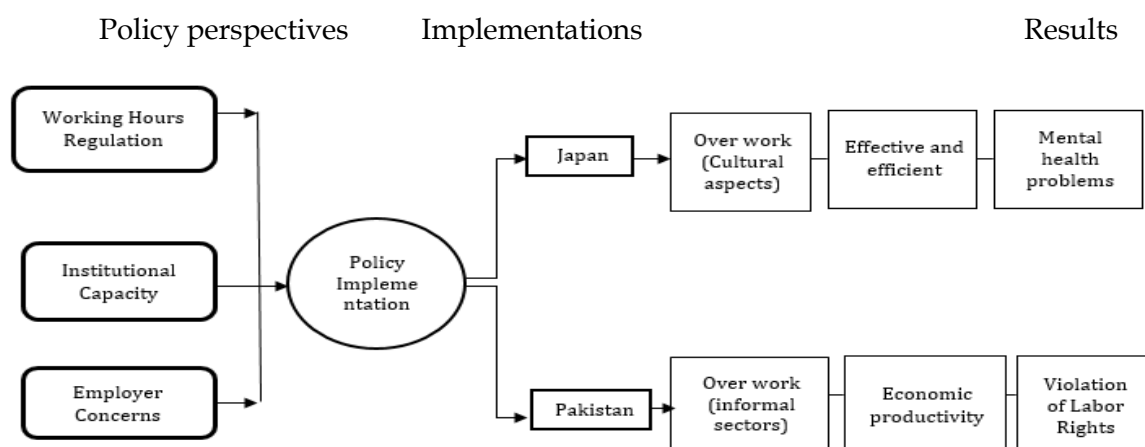 Policy perspectives
Implementations
Results
Working Hours
Regulation
Institutional
Capacity
Employer
Concerns
Policy
Impleme
ntation
Japan
Over work
(Cultural
aspects)
Effective and
efficient
Mental
health
problems
Pakistan
Over work
(informal
sectors)
Economic
productivity
Violation
of Labor
Rights